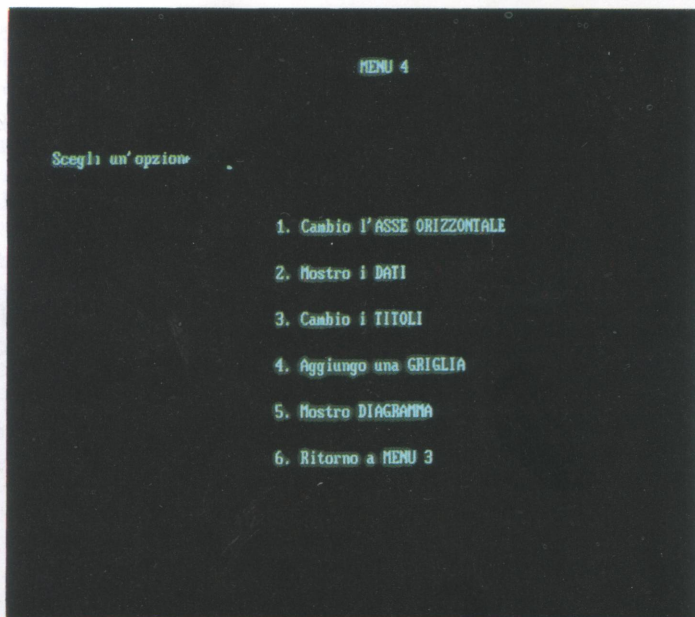 MENU 4
Scegli un'opzione
1. Cambio l'ASSE ORIZZONTALE
2. Mostro i DATI
3. Cambio i TITOLI
4. Aggiungo una GRIGLIA
5. Mostro DIAGRAMMA
6. Ritorno a MENU 3